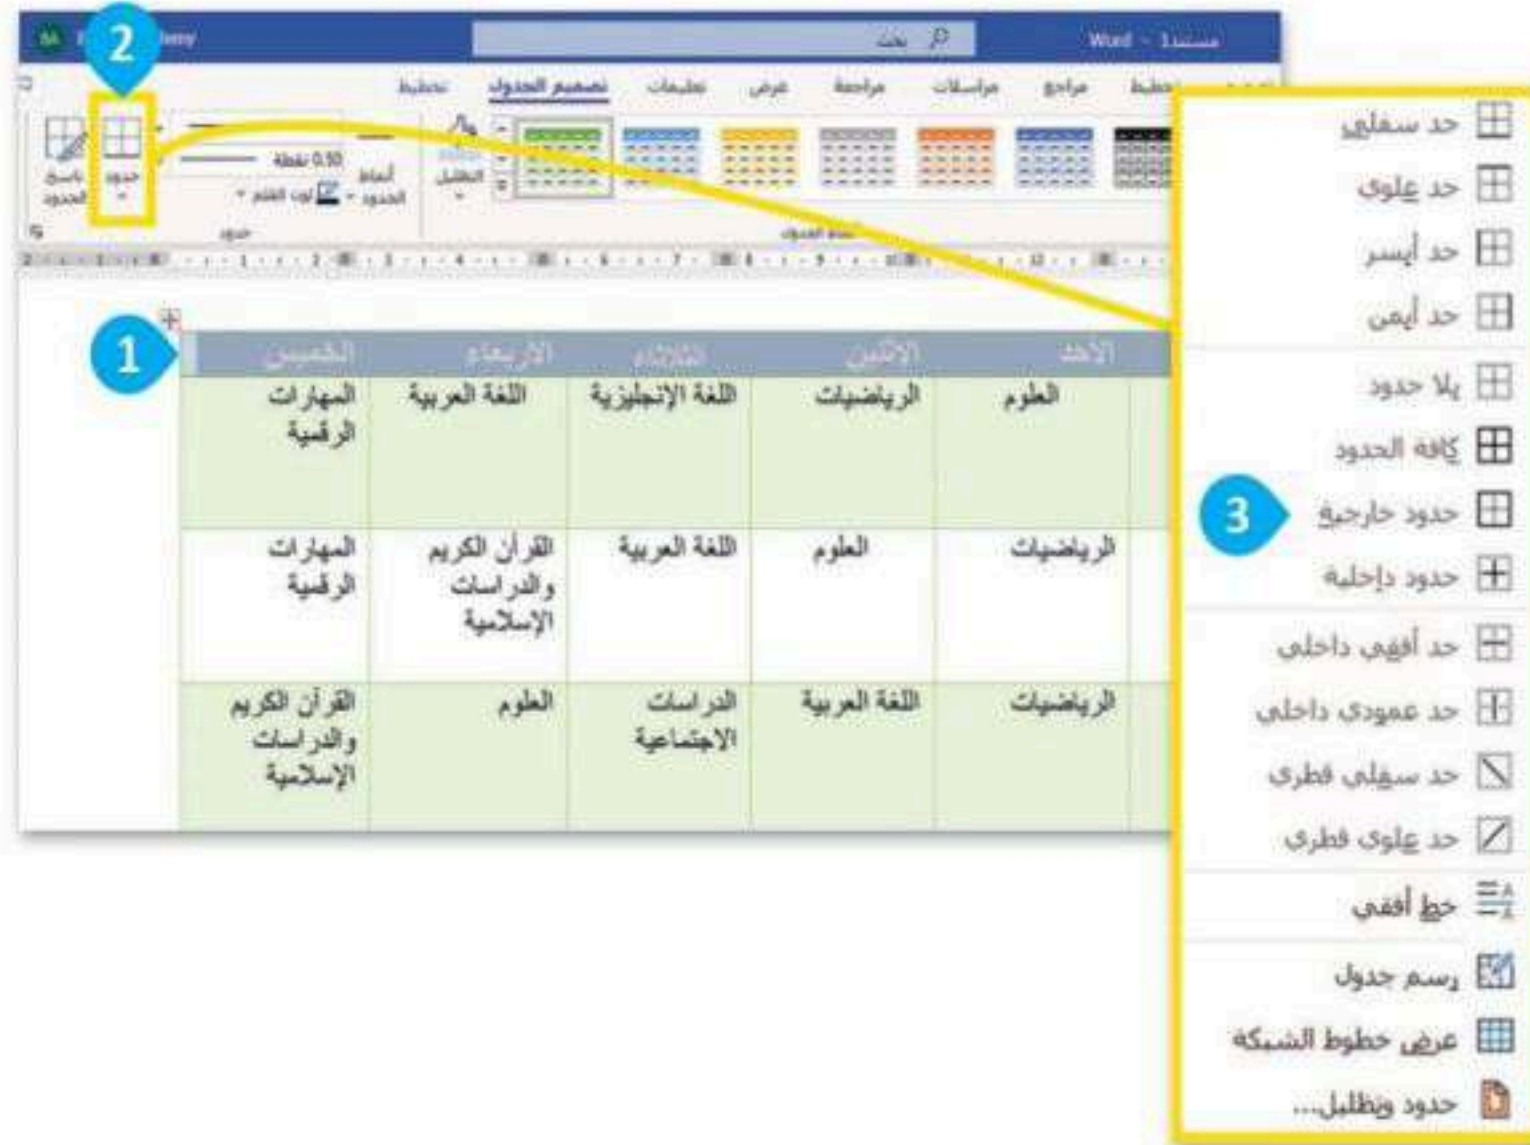 مستند1 - Word
بحث
2
مراجع
مراسلات
مراجعة
عرض
تعليمات
تصميم الجدول
تخطيط
التظليل
أنماط الحدود
0.50 نقطة
لون القلم
حدود
ناسخ الحدود
حدود
1
الأحد الاثنين الثلاثاء الأربعاء الخميس
العلوم الرياضيات اللغة الإنجليزية اللغة العربية المهارات
الرقمية
الرياضيات العلوم اللغة العربية القرآن الكريم المهارات
والدراسات الرقمية
الإسلامية
الرياضيات اللغة العربية الدراسات العلوم القرآن الكريم
الاجتماعية والدراسات
الإسلامية
حد سفلي
حد علوي
حد أيسر
حد أيمن
بلا حدود
كافة الحدود
حدود خارجية
3
حدود داخلية
حد أفقي داخلي
حد عمودي داخلي
حد سفلي قطري
حد علوي قطري
خط أفقي
رسم جدول
عرض خطوط الشبكة
حدود وتظليل...